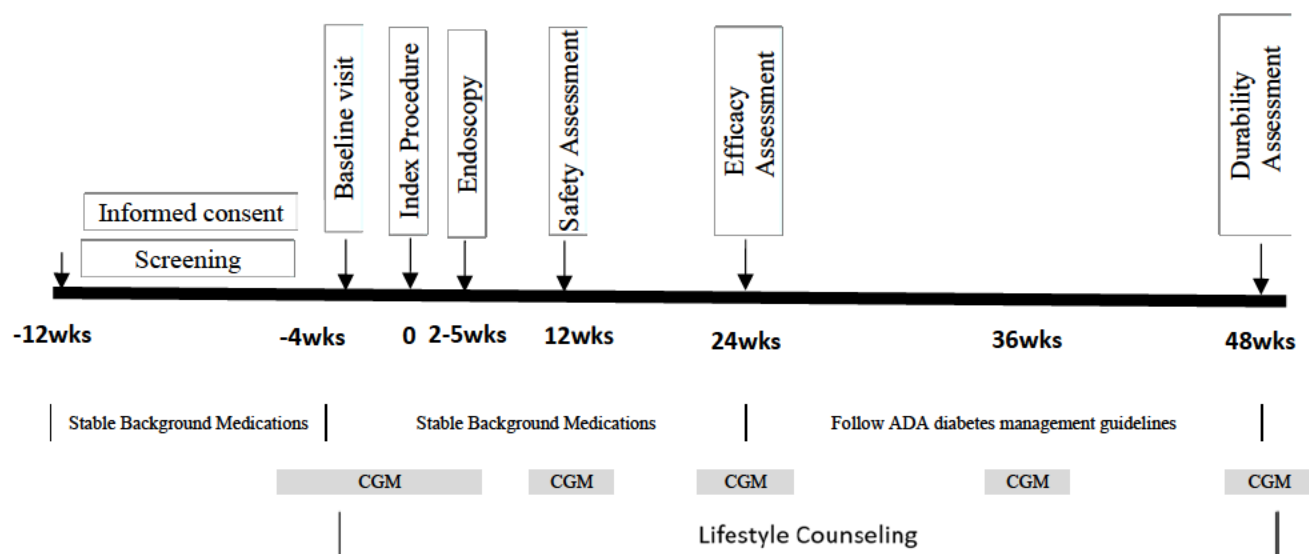 Baseline visit
Index Procedure
Endoscopy
Safety Assessment
Efficacy
Assessment
Durability
Assessment
Informed consent
Screening
-12wks
-4wks
0
2-5wks
12wks
24wks
36wks
48wks
Stable Background Medications
Stable Background Medications
Follow ADA diabetes management guidelines
CGM
CGM
CGM
CGM
CGM
Lifestyle Counseling